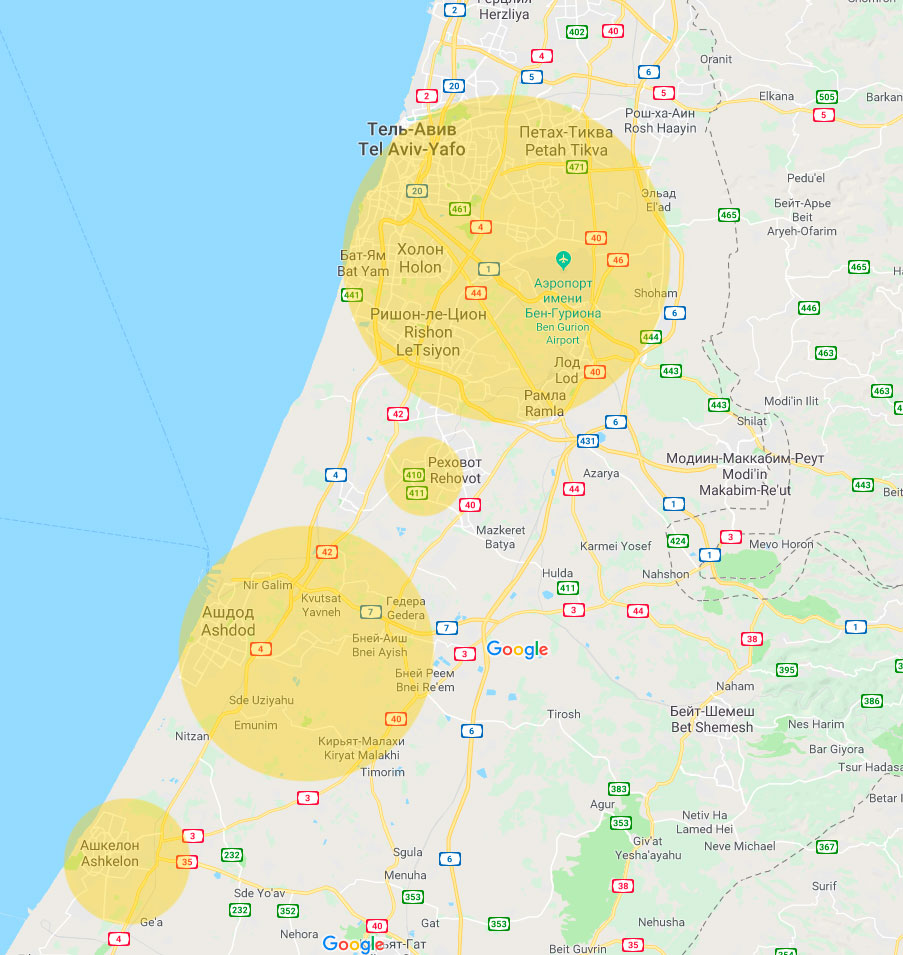 Герцлия
Herzliya
2
402
40
4
Oranit
5
6
20
2
5
Elkana
505
Barkan
5
Рош-ха-Аин
Rosh Haayin
Тель-Авив
Tel Aviv-Yafo
Петах-Тиква
Petah Tikva
471
Pedu'el
20
Эльад
El'ad
Бейт-Арье
Beit
Aryeh-Ofarim
461
465
4
40
Холон
Holon
46
Бат-Ям
Bat Yam
1
465
441
44
Аэропорт
имени
Бен-Гуриона
Ben Gurion
Airport
Shoham
446
6
Ришон-ле-Цион
Rishon
LeTsiyon
444
463
Лод
Lod
40
443
463
Рамла
Ramla
Modi'in Ilit
443
42
Shilat
6
431
Реховот
Rehovot
4
410
411
Azarya
44
Модиин-Маккабим-Реут
Modi'in
Makabim-Re'ut
443
40
1
Mazkeret
Batya
3
424
Karmei Yosef
Mevo Horon
42
1
Nir Galim
Hulda
411
Nahshon
Kvutsat
Yavneh
Гедера
Gedera
7
3
44
Ашдод
Ashdod
7
1
4
Бней-Аиш
Bnei Ayish
3
Google
38
Бней Реем
Bnei Re'em
395
Naham
386
Sde Uziyahu
Emunim
40
Tirosh
Бейт-Шемеш
Bet Shemesh
Nes Harim
Nitzan
6
Кирьят-Малахи
Kiryat Malakhi
Bar Giyora
Timorim
Tsur Hadasa
383
3
Agur
353
Netiv Ha
Lamed Hei
Betar I
Ашкелон
Ashkelon
3
35
232
Sgula
6
Giv'at
Yesha'ayahu
Neve Michael
367
Menuha
Sde Yo'av
353
38
Surif
232
352
Ge'a
Gat
353
Nehusha
4
Nehora
40
Google
ьят-Гат
Beit Guvrin
35
354